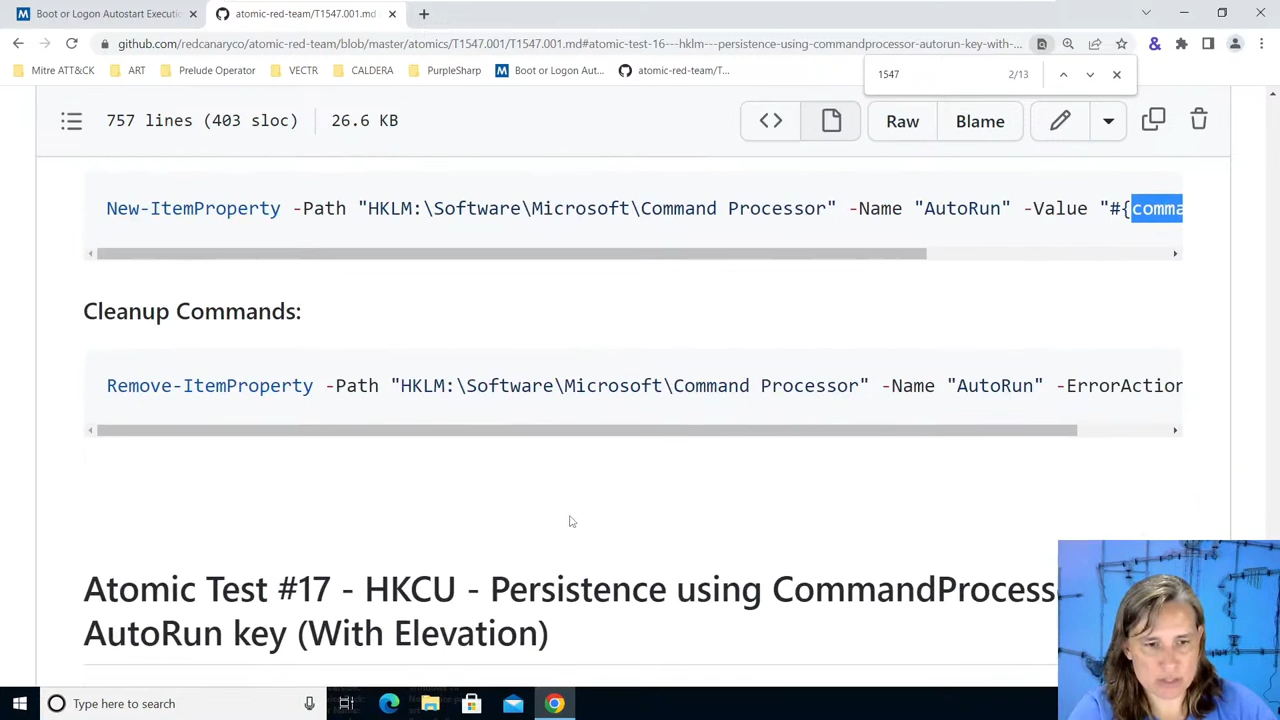 Boot or Logon Autostart Executi
atomic-red-team/T1547.001.md
github.com/redcanaryco/atomic-red-team/blob/master/atomics/T1547.001/T1547.001.md#atomic-test-16---hklm---persistence-using-commandprocessor-autorun-key-with-...
Mitre ATT&CK
ART
Prelude Operator
VECTR
CALDERA
PurpleSharp
Boot or Logon Aut...
atomic-red-team/T...
1547
2/13
757 lines (403 sloc)
26.6 KB
Raw
Blame
New-ItemProperty -Path "HKLM:\Software\Microsoft\Command Processor" -Name "AutoRun" -Value "#{comma
Cleanup Commands:
Remove-ItemProperty -Path "HKLM:\Software\Microsoft\Command Processor" -Name "AutoRun" -ErrorAction
Atomic Test #17 - HKCU - Persistence using CommandProcesso
AutoRun key (With Elevation)
Type here to search